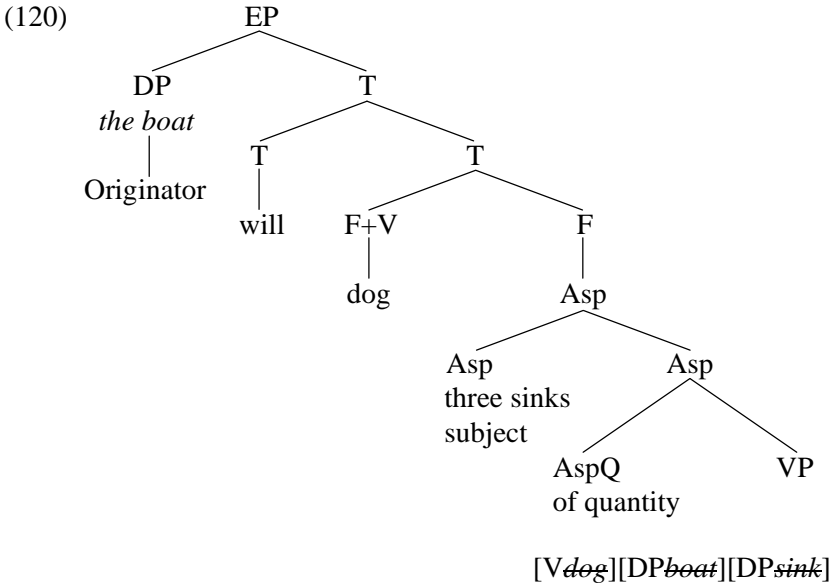 (120) EP
DP T
the boat
Originator
T T
will
F+V F
dog
Asp
Asp Asp
three sinks
subject
AspQ VP
of quantity
[Vdog][DPboat][DPsink]